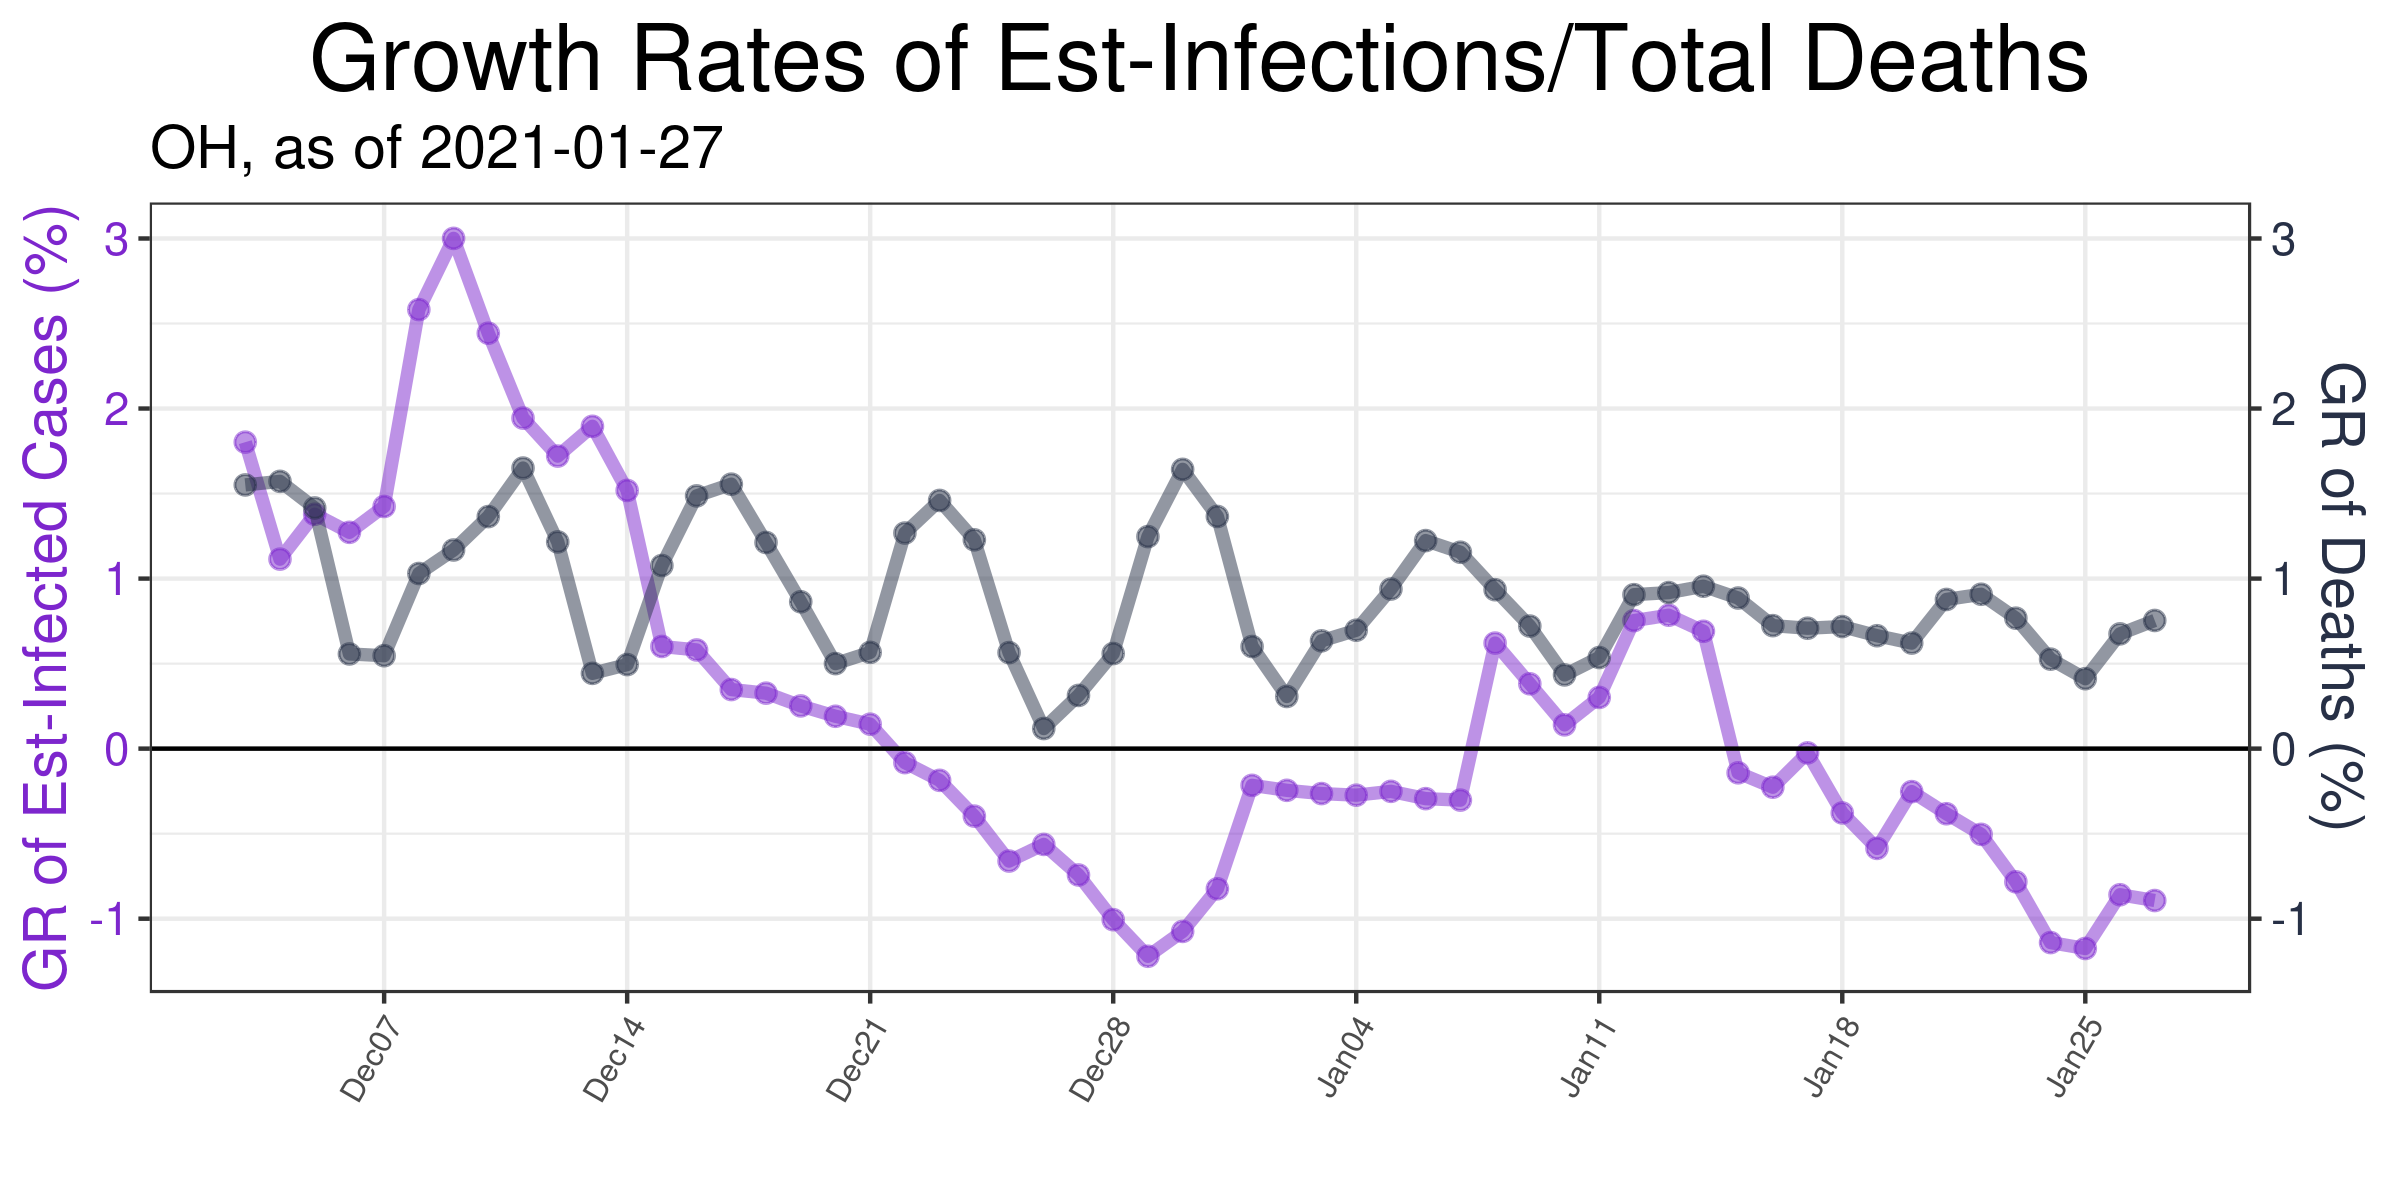 Growth Rates of Est-Infections/Total Deaths
OH, as of 2021-01-27
GR of Est-Infected Cases (%)
3
2
1
0
-1
3
2
1
0
-1
GR of Deaths (%)
Dec07
Dec14
Dec21
Dec28
Jan04
Jan11
Jan18
Jan25